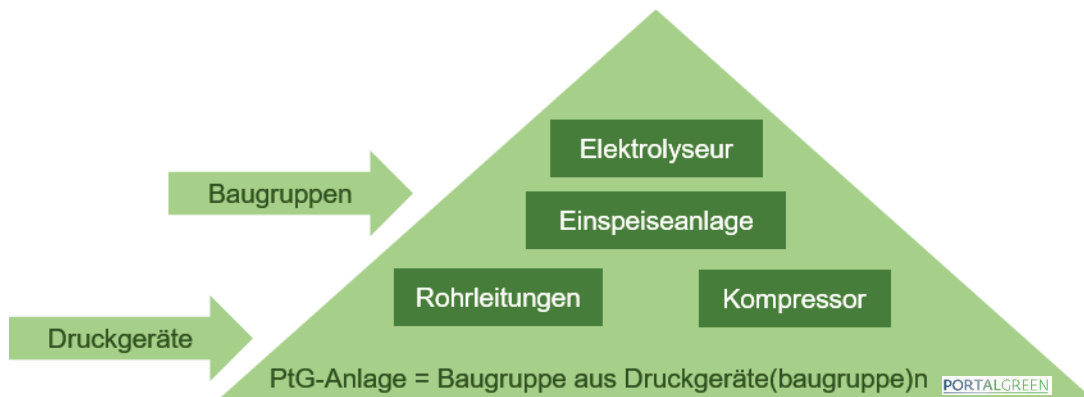 Elektrolyseur
Baugruppen
Einspeiseanlage
Rohrleitungen
Kompressor
Druckgeräte
PtG-Anlage = Baugruppe aus Druckgeräte(baugruppe)n
PORTALGREEN